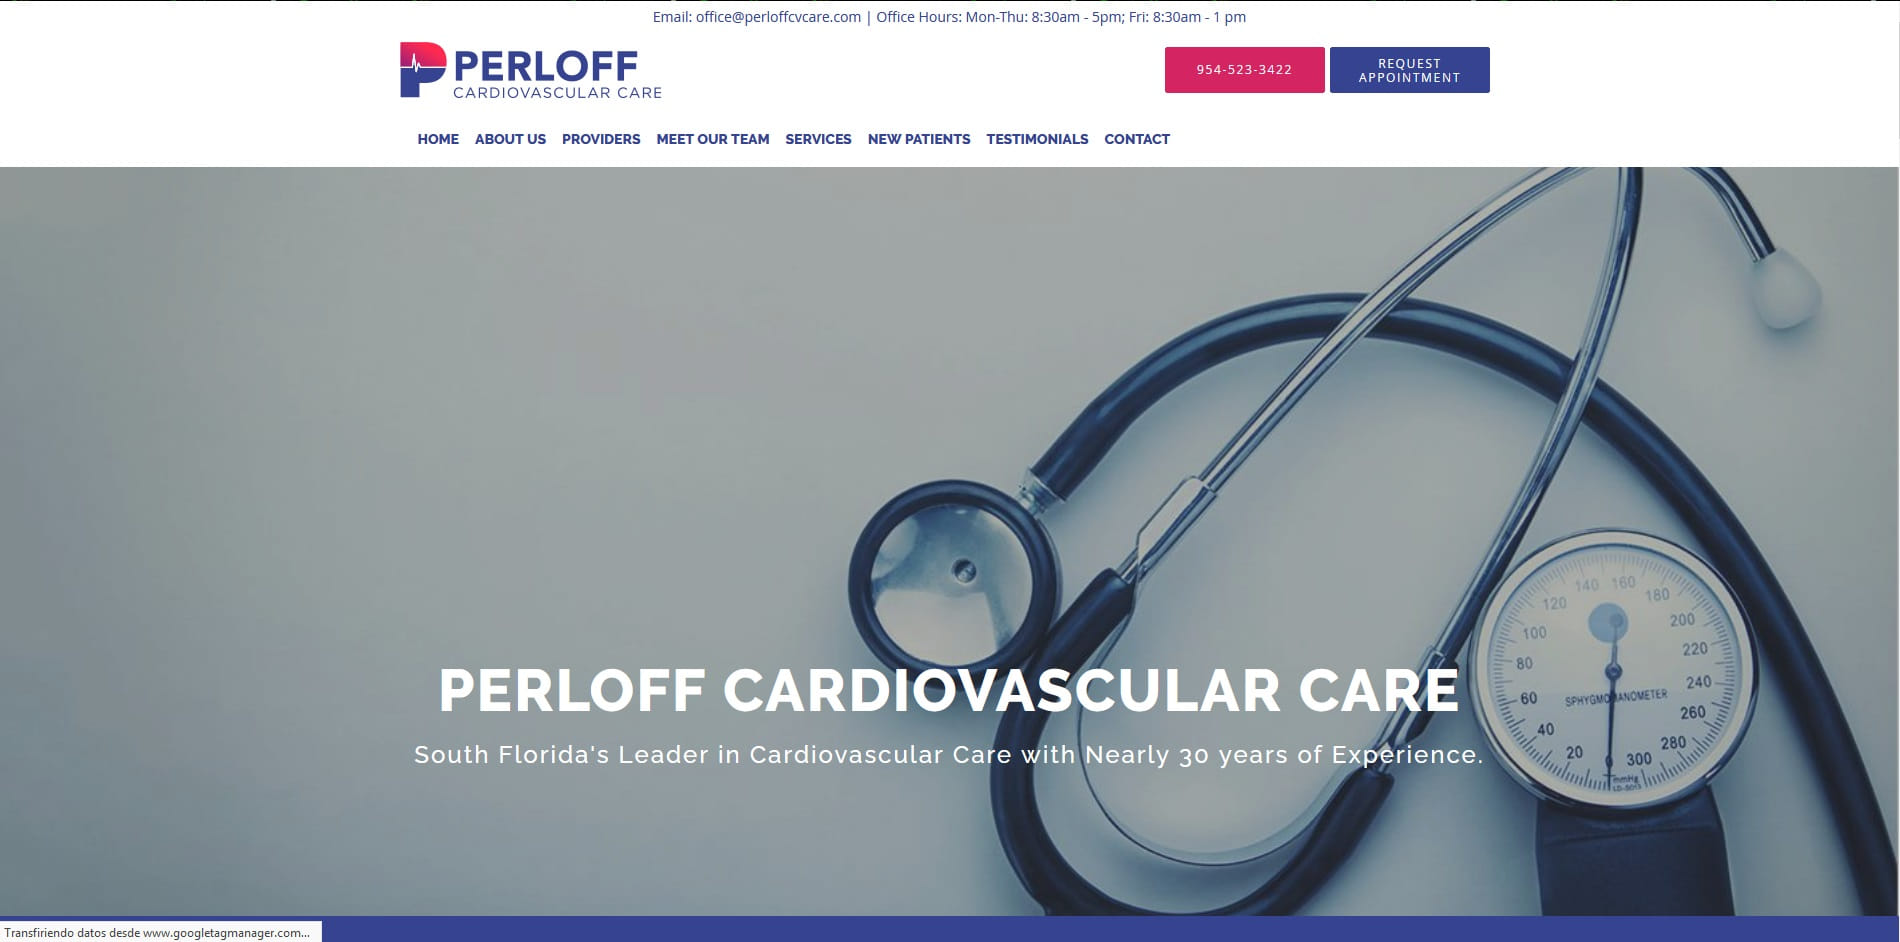 Email: office@perloffcvcare.com | Office Hours: Mon-Thu: 8:30am - 5pm; Fri: 8:30am - 1 pm
PERLOFF
CARDIOVASCULAR CARE
954-523-3422
REQUEST
APPOINTMENT
HOME ABOUT US PROVIDERS MEET OUR TEAM SERVICES NEW PATIENTS TESTIMONIALS CONTACT
140 160
120 180
100 200
80 220
60 240
SPHYGMOMANOMETER
40 260
20 0 300 280
mmHg
LD-S013
PERLOFF CARDIOVASCULAR CARE
South Florida's Leader in Cardiovascular Care with Nearly 30 years of Experience.
Transfiriendo datos desde www.googletagmanager.com...